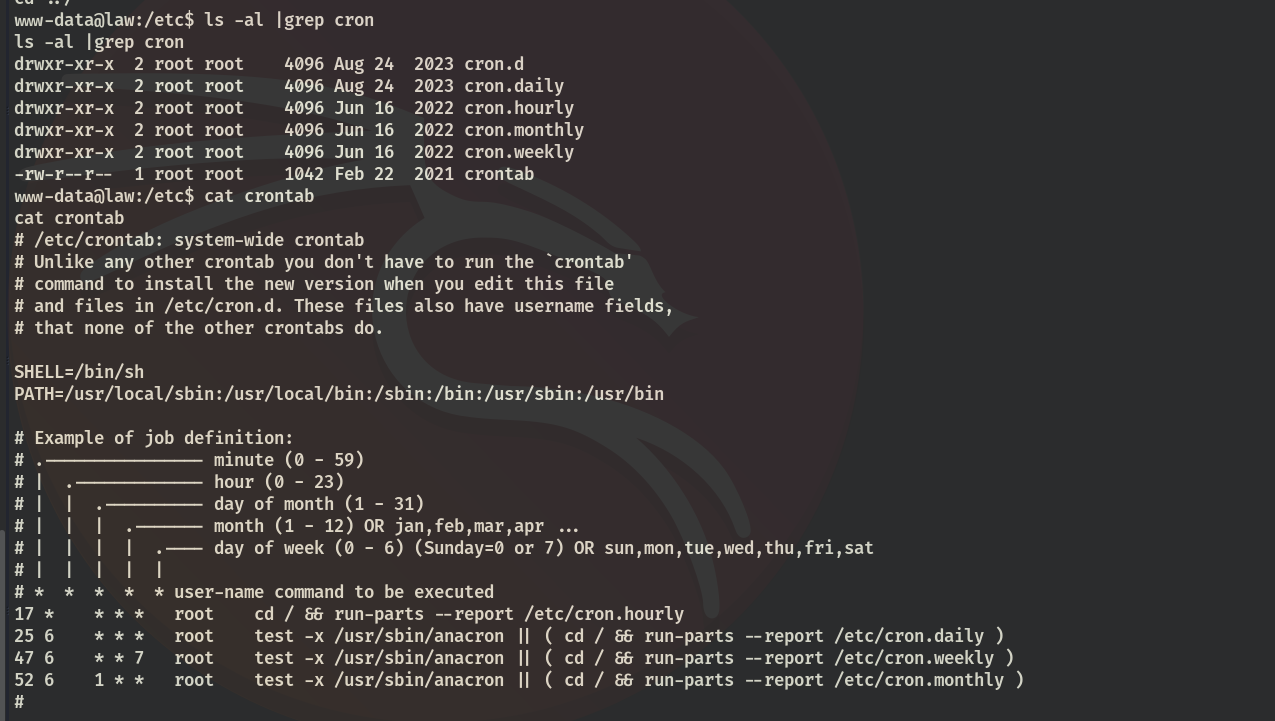 cd ../
www-data@law:/etc$ ls -al |grep cron
ls -al |grep cron
drwxr-xr-x  2 root root    4096 Aug 24  2023 cron.d
drwxr-xr-x  2 root root    4096 Aug 24  2023 cron.daily
drwxr-xr-x  2 root root    4096 Jun 16  2022 cron.hourly
drwxr-xr-x  2 root root    4096 Jun 16  2022 cron.monthly
drwxr-xr-x  2 root root    4096 Jun 16  2022 cron.weekly
-rw-r--r--  1 root root    1042 Feb 22  2021 crontab
www-data@law:/etc$ cat crontab
cat crontab
# /etc/crontab: system-wide crontab
# Unlike any other crontab you don't have to run the `crontab'
# command to install the new version when you edit this file
# and files in /etc/cron.d. These files also have username fields,
# that none of the other crontabs do.

SHELL=/bin/sh
PATH=/usr/local/sbin:/usr/local/bin:/sbin:/bin:/usr/sbin:/usr/bin

# Example of job definition:
# .---------------- minute (0 - 59)
# |  .------------- hour (0 - 23)
# |  |  .---------- day of month (1 - 31)
# |  |  |  .------- month (1 - 12) OR jan,feb,mar,apr ...
# |  |  |  |  .---- day of week (0 - 6) (Sunday=0 or 7) OR sun,mon,tue,wed,thu,fri,sat
# |  |  |  |  |
# *  *  *  *  * user-name command to be executed
17 *    * * *   root    cd / && run-parts --report /etc/cron.hourly
25 6    * * *   root    test -x /usr/sbin/anacron || ( cd / && run-parts --report /etc/cron.daily )
47 6    * * 7   root    test -x /usr/sbin/anacron || ( cd / && run-parts --report /etc/cron.weekly )
52 6    1 * *   root    test -x /usr/sbin/anacron || ( cd / && run-parts --report /etc/cron.monthly )
#